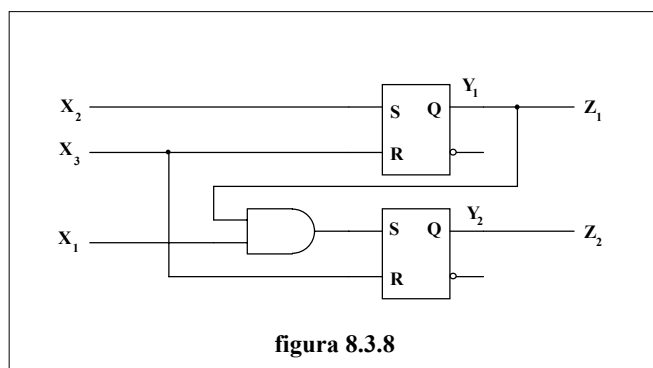 Y₁
X₂ S Q Z₁
X₃ R
Y₂
S Q Z₂
X₁
R
figura 8.3.8